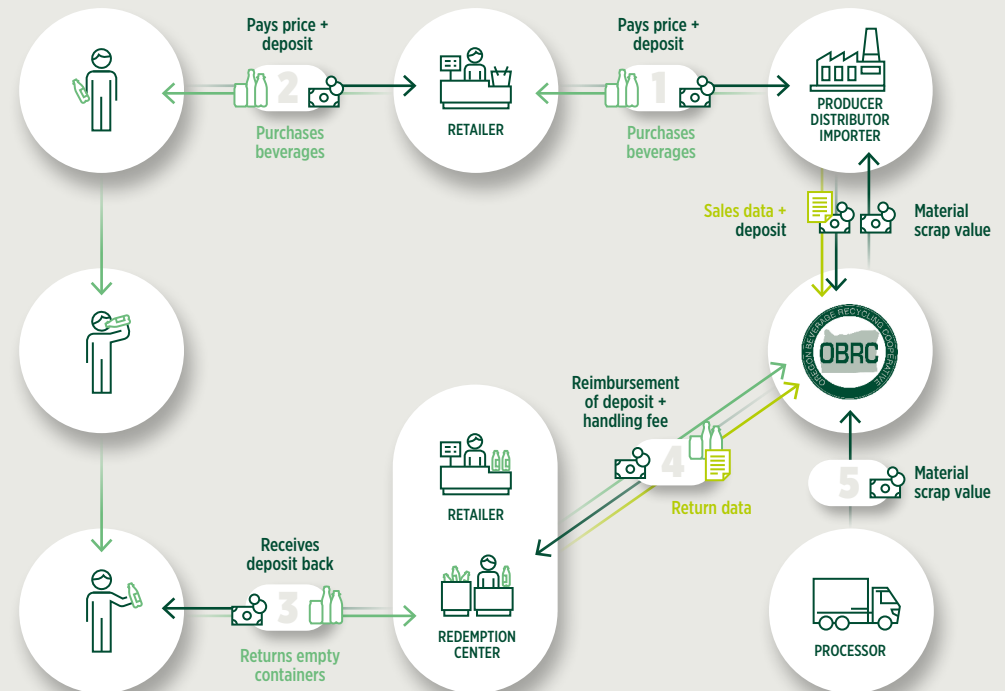 Pays price +
deposit
2
Purchases
beverages
RETAILER
Pays price +
deposit
1
Purchases
beverages
PRODUCER
DISTRIBUTOR
IMPORTER
Sales data +
deposit
Material
scrap value
OREGON BEVERAGE RECYCLING COOPERATIVE
OBRC
Reimbursement
of deposit +
handling fee
4
Return data
5
Material
scrap value
PROCESSOR
RETAILER
REDEMPTION
CENTER
Receives
deposit back
3
Returns empty
containers